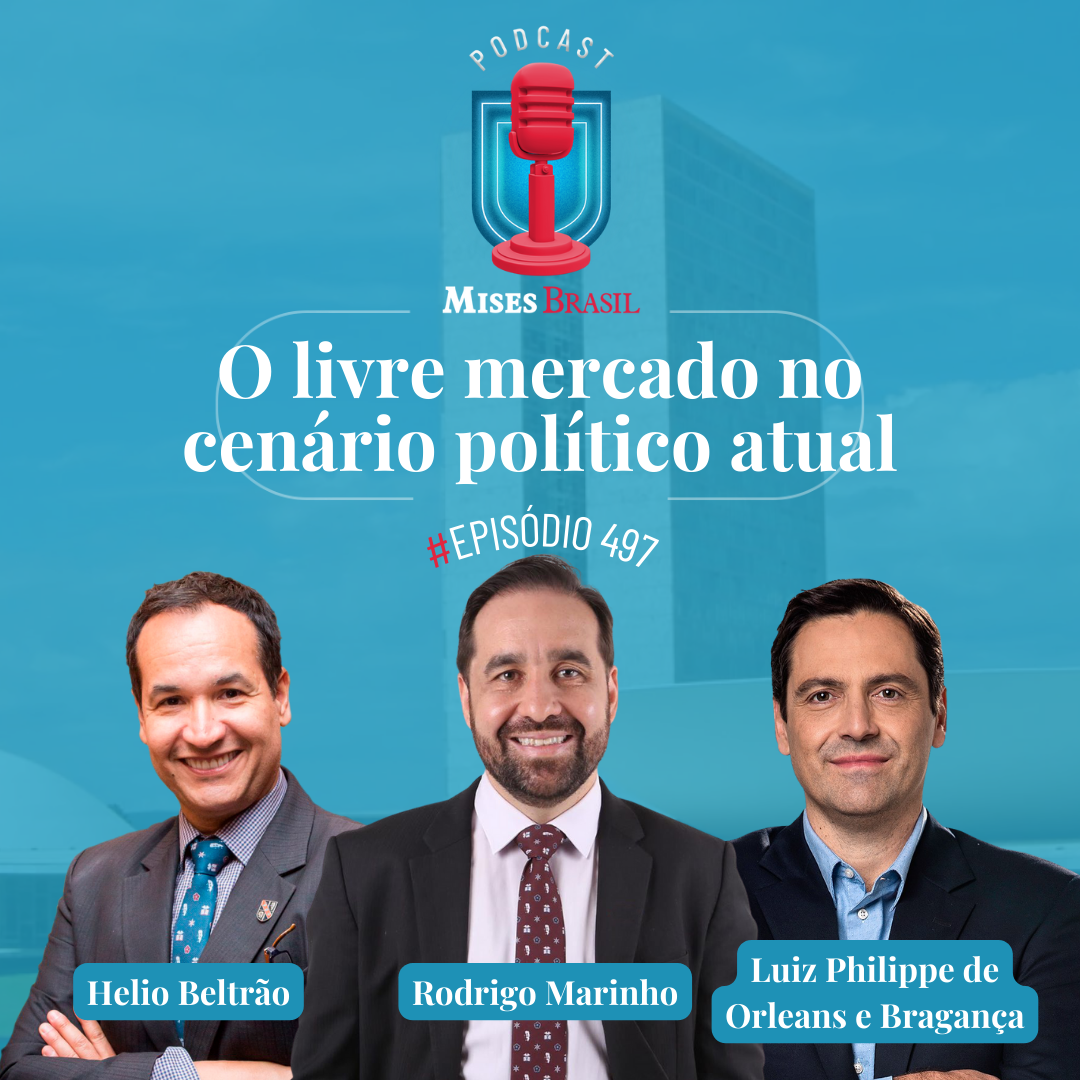 PODCAST
MISES BRASIL
O livre mercado no
cenário político atual
#EPISÓDIO 497
Helio Beltrão
Rodrigo Marinho
Luiz Philippe de
Orleans e Bragança